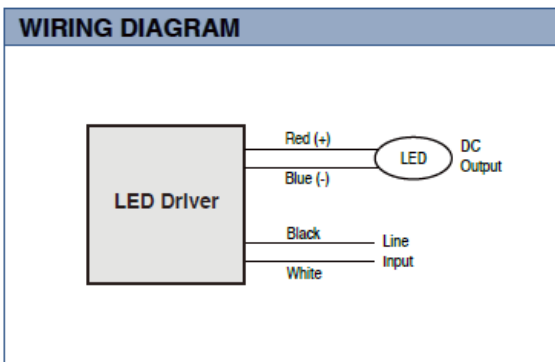 WIRING DIAGRAM
Red (+)
LED
DC
Output
Blue (-)
LED Driver
Black
Line
Input
White